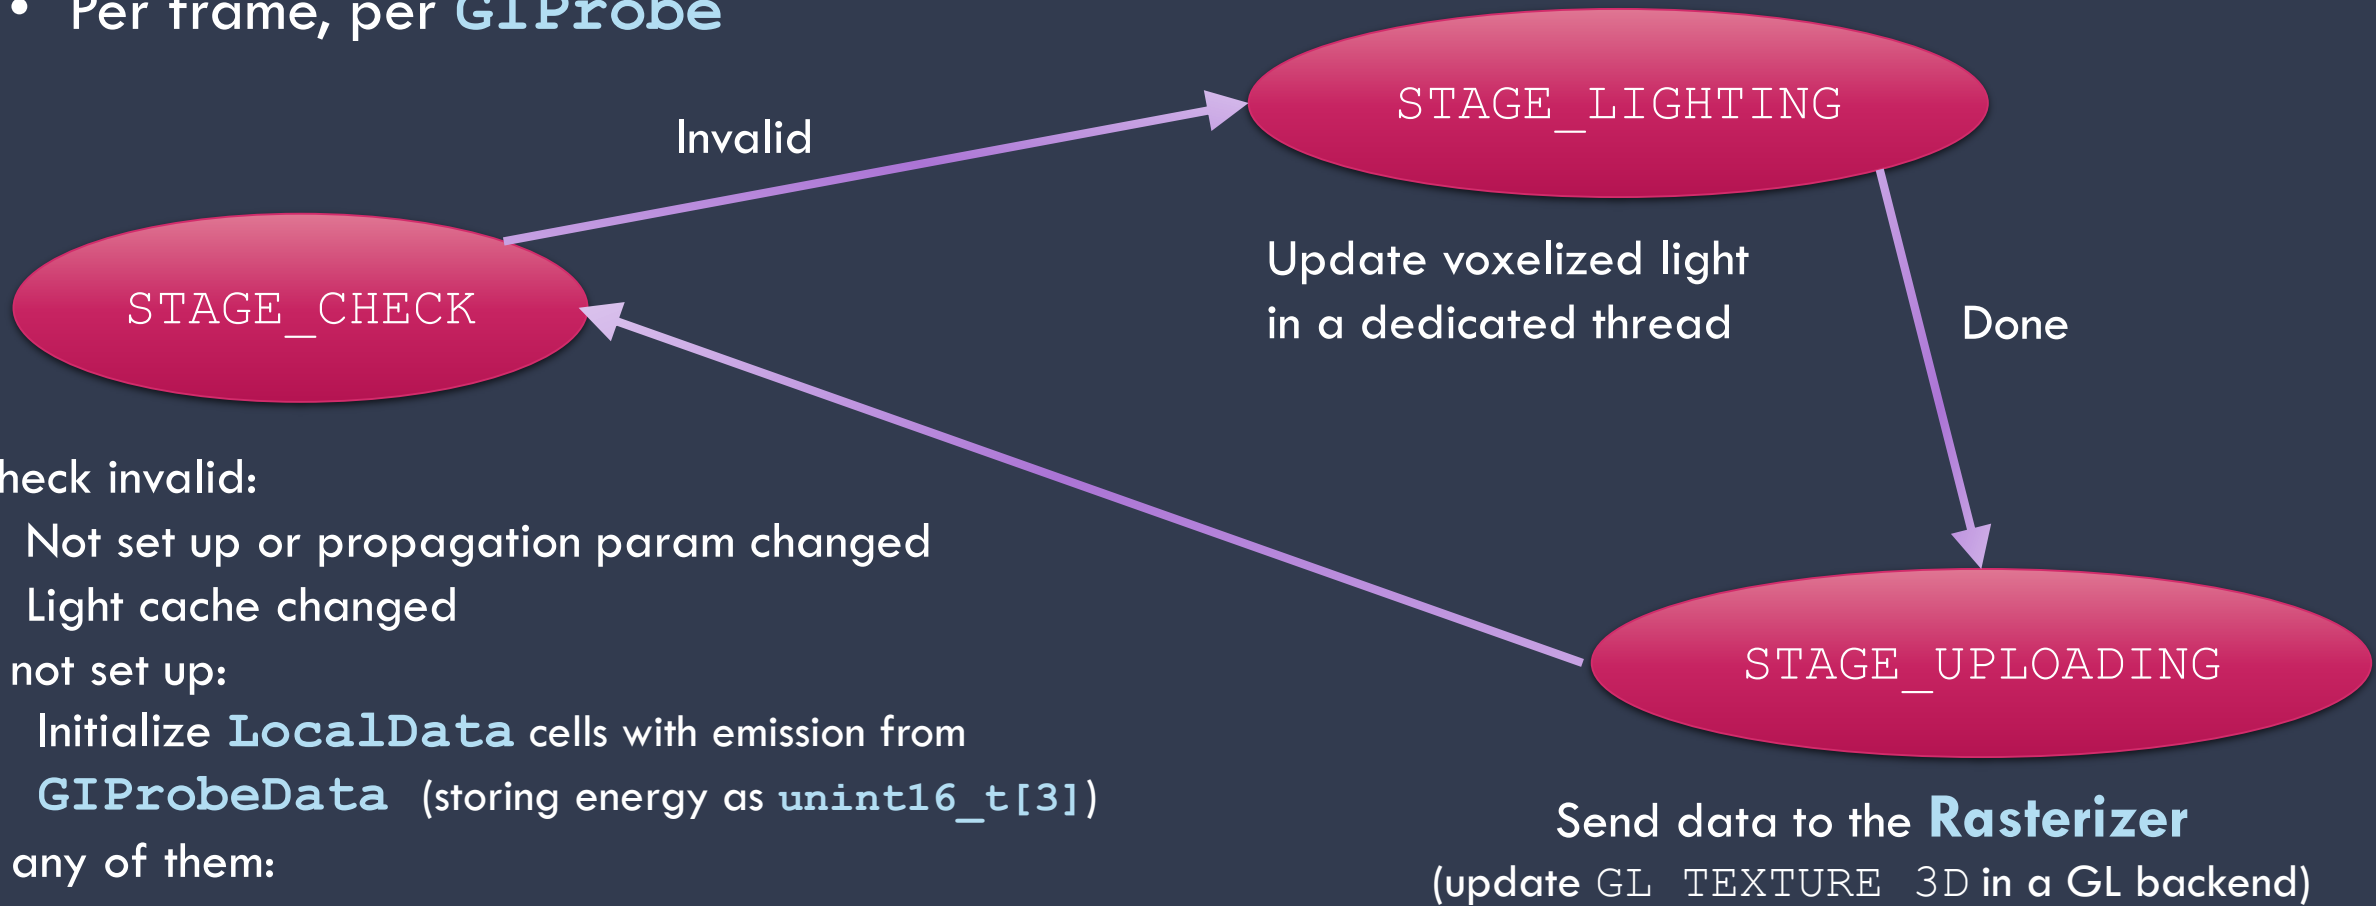 • Per frame, per GIProbe
STAGE_LIGHTING
Invalid
STAGE_CHECK
Update voxelized light
in a dedicated thread
Done
heck invalid:
Not set up or propagation param changed
Light cache changed
not set up:
Initialize LocalData cells with emission from
GIProbeData (storing energy as unint16_t[3])
any of them:
STAGE_UPLOADING
Send data to the Rasterizer
(update GL TEXTURE 3D in a GL backend)